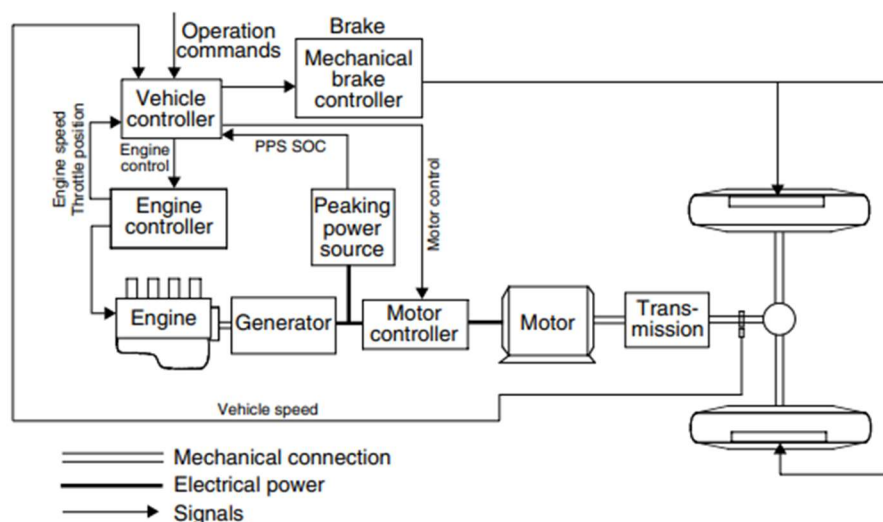 Operation
commands
Brake
Mechanical
brake
controller
Vehicle
controller
Engine speed
Throttle position
Engine
control
PPS SOC
Motor control
Engine
controller
Peaking
power
source
Engine
Generator
Motor
controller
Motor
Trans-
mission
Vehicle speed
Mechanical connection
Electrical power
Signals